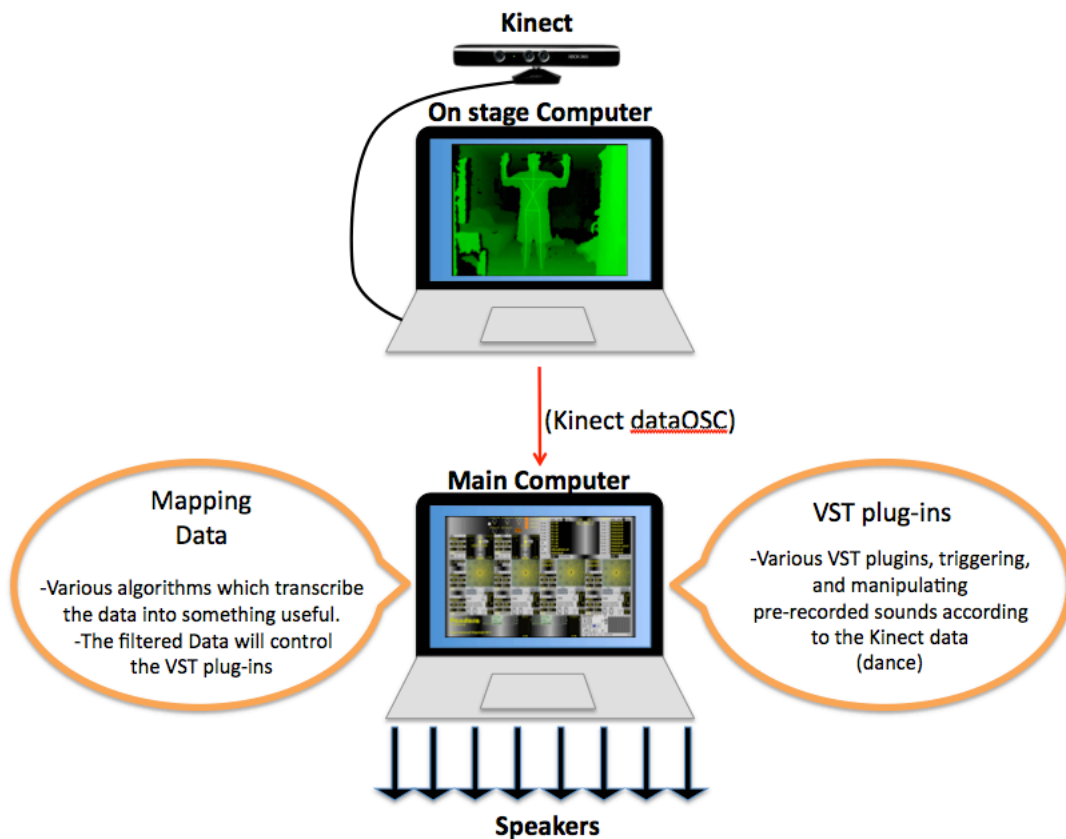 Kinect
XBOX 360
On stage Computer
(Kinect dataOSC)
Main Computer
Mapping
Data
-Various algorithms which transcribe
the data into something useful.
-The filtered Data will control
the VST plug-ins
VST plug-ins
-Various VST plugins, triggering,
and manipulating
pre-recorded sounds according
to the Kinect data
(dance)
Speakers